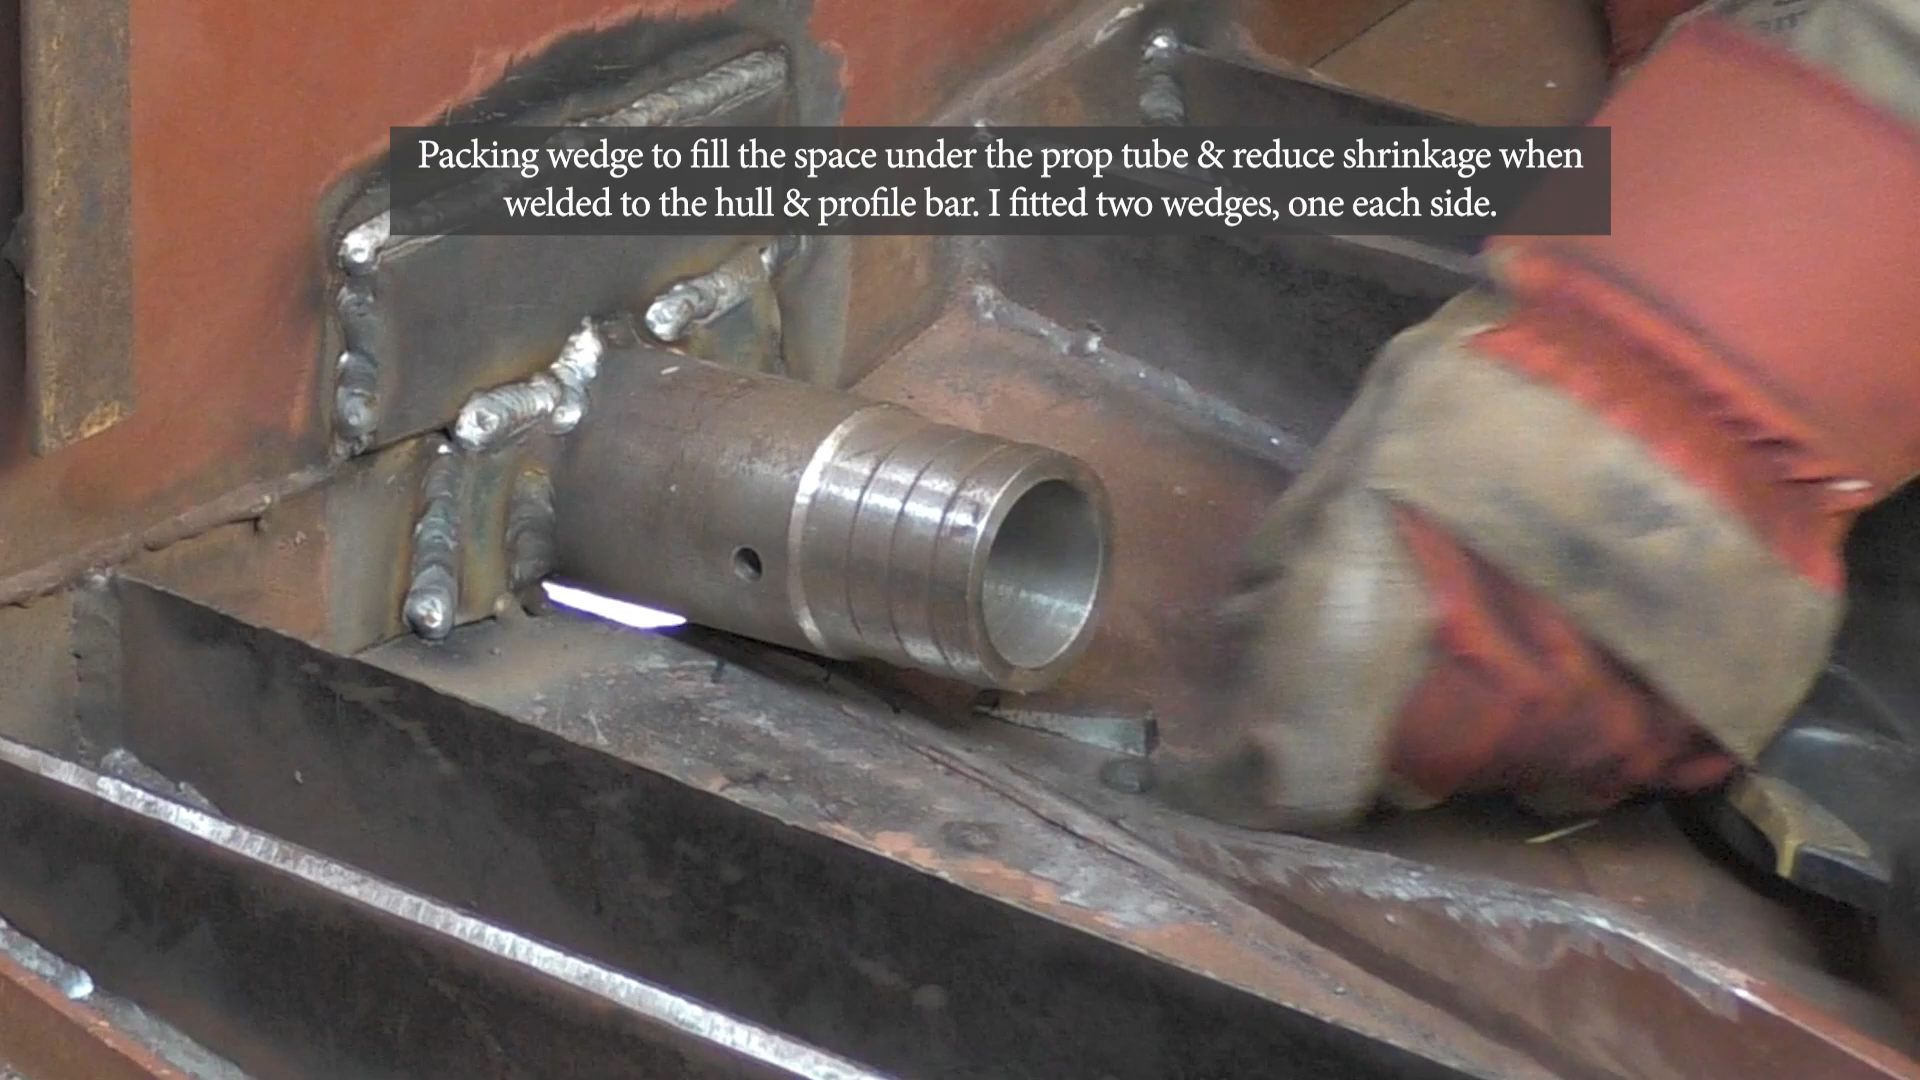 Packing wedge to fill the space under the prop tube & reduce shrinkage when
welded to the hull & profile bar. I fitted two wedges, one each side.